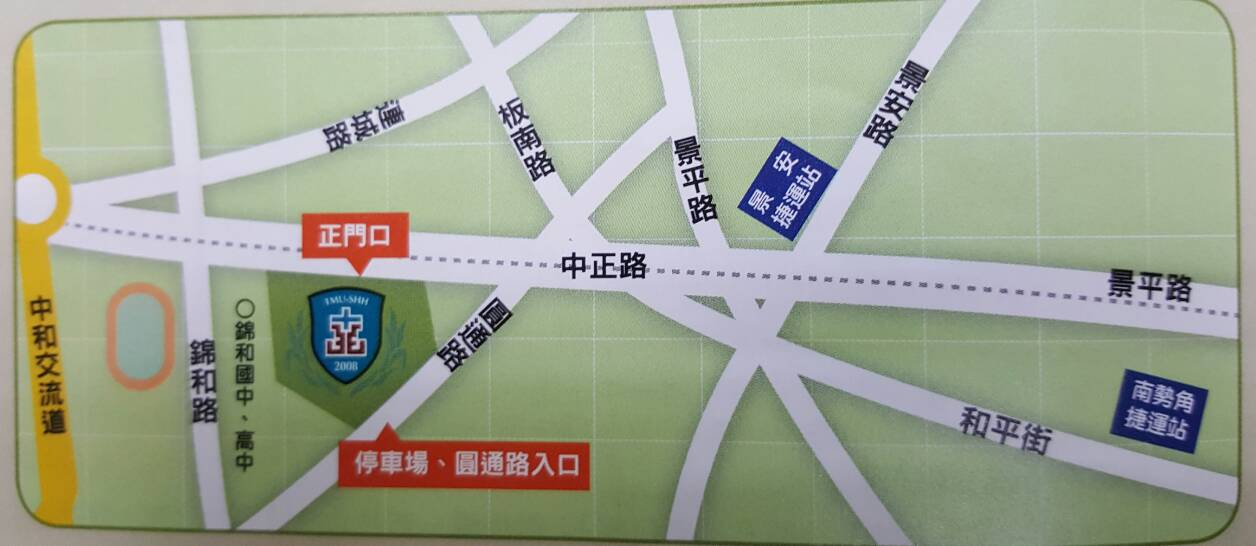 連城路
板南路
景平路
景安路
景安
捷運站
正門口
中正路
景平路
中和交流道
錦和路
○錦和國中、高中
TMU-SHH
2008
圓通路
停車場、圓通路入口
和平街
南勢角
捷運站